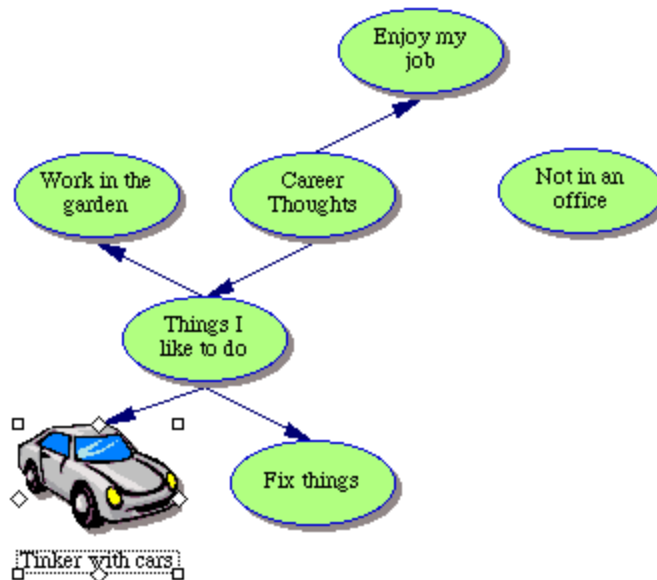 Enjoy my
job
Work in the
garden
Career
Thoughts
Not in an
office
Things I
like to do
Fix things
Tinker with cars